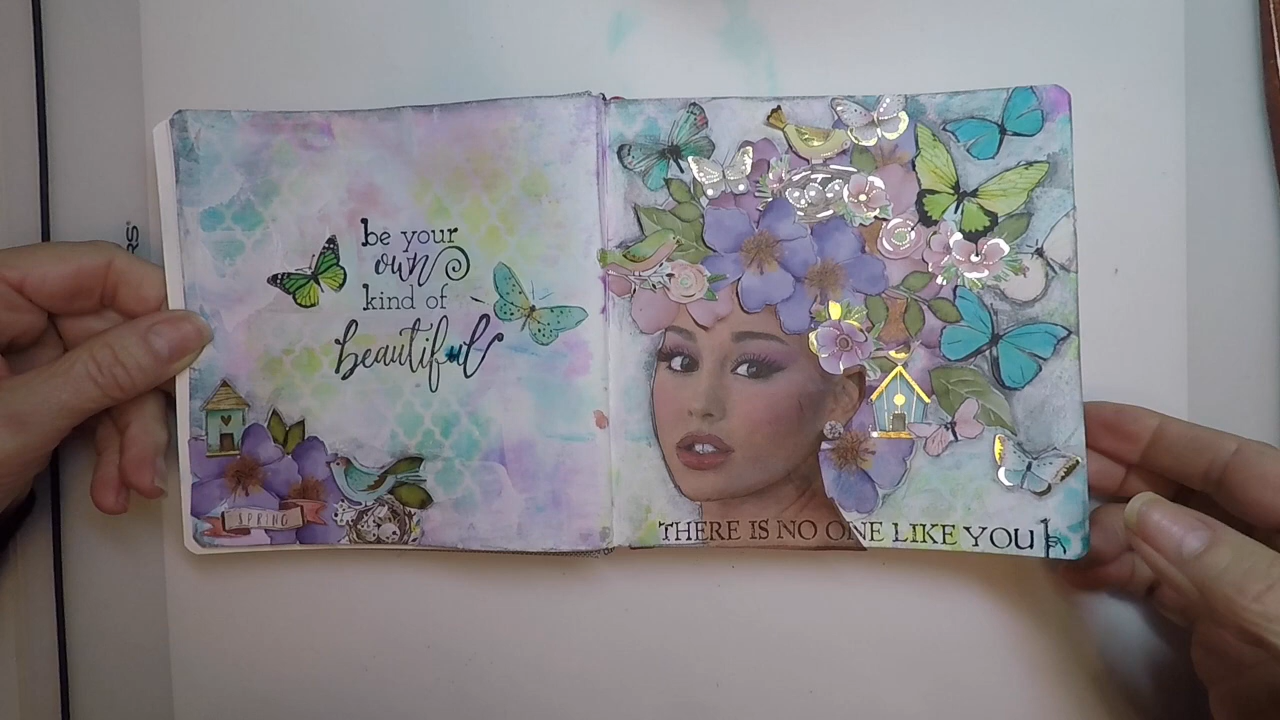 be your
own
kind of
beautiful
SPRING
THERE IS NO ONE LIKE YOU